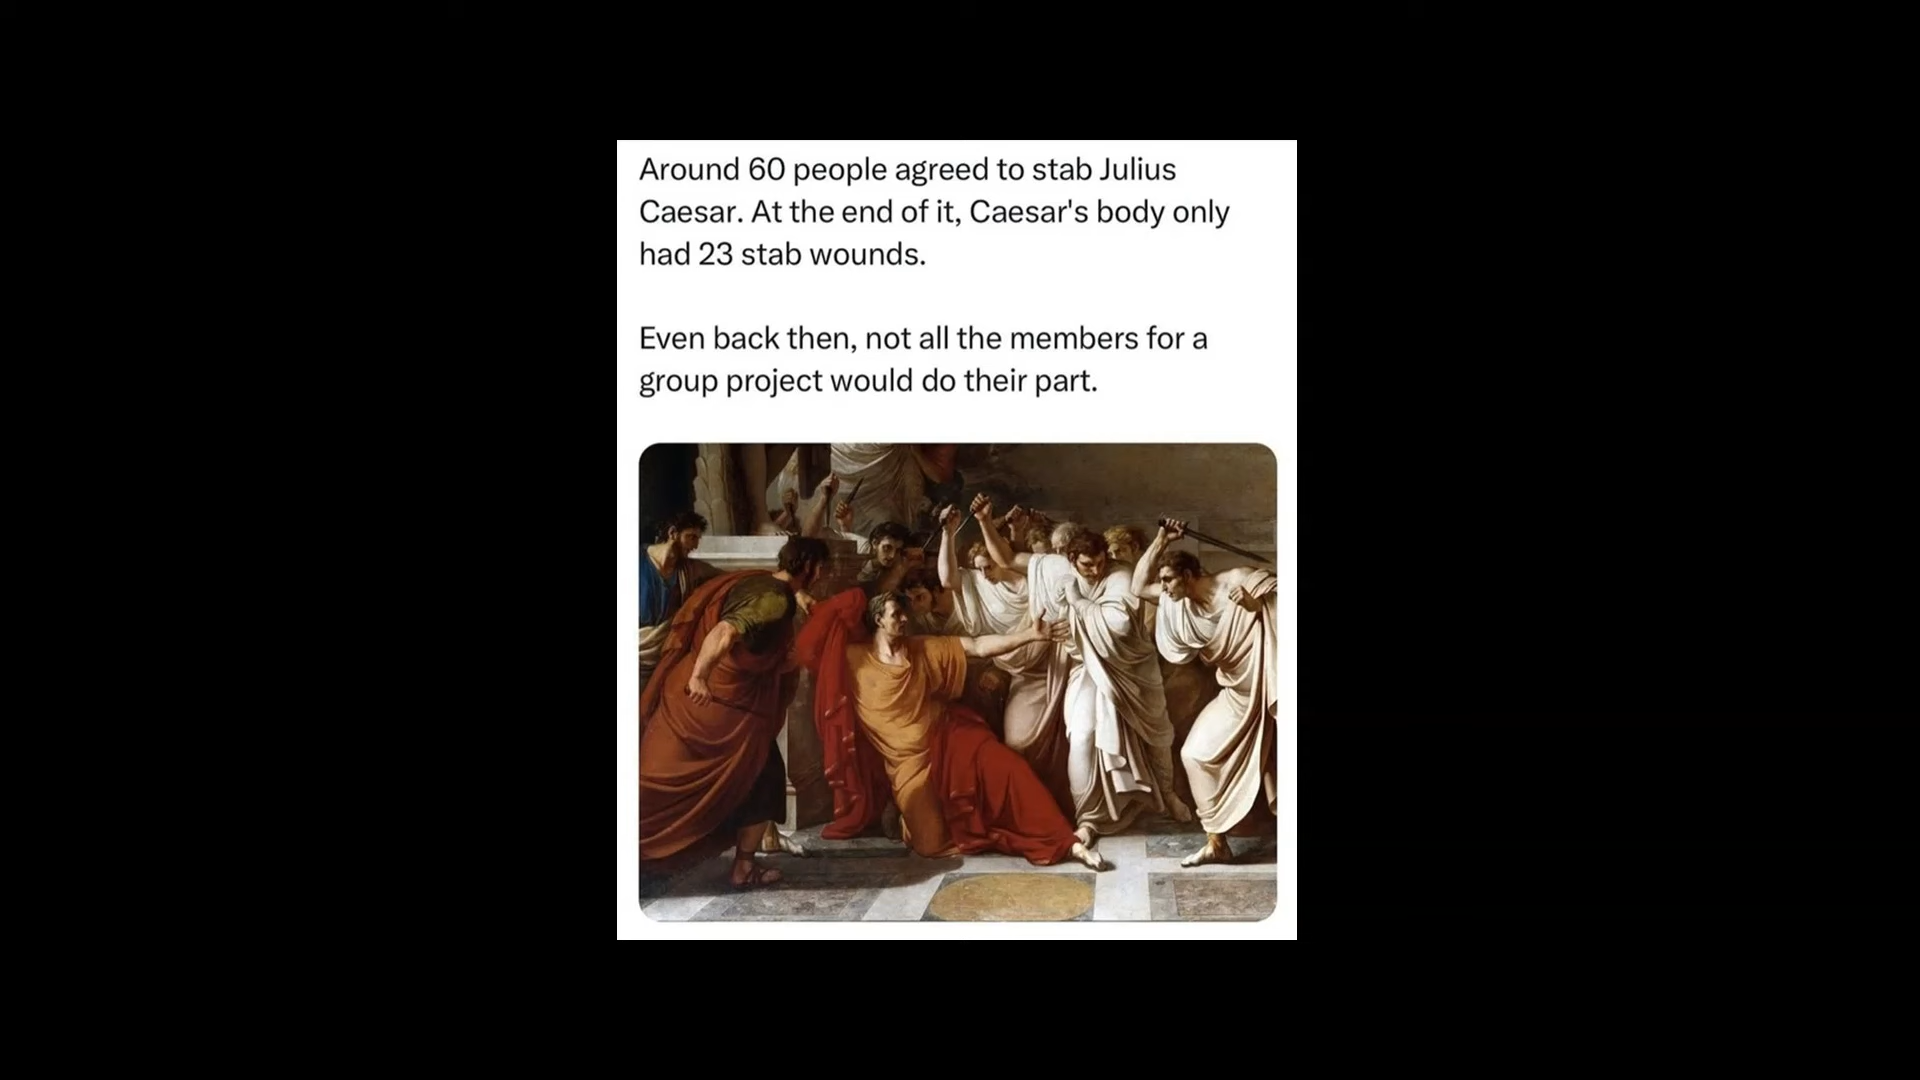 Around 60 people agreed to stab Julius
Caesar. At the end of it, Caesar's body only
had 23 stab wounds.
Even back then, not all the members for a
group project would do their part.